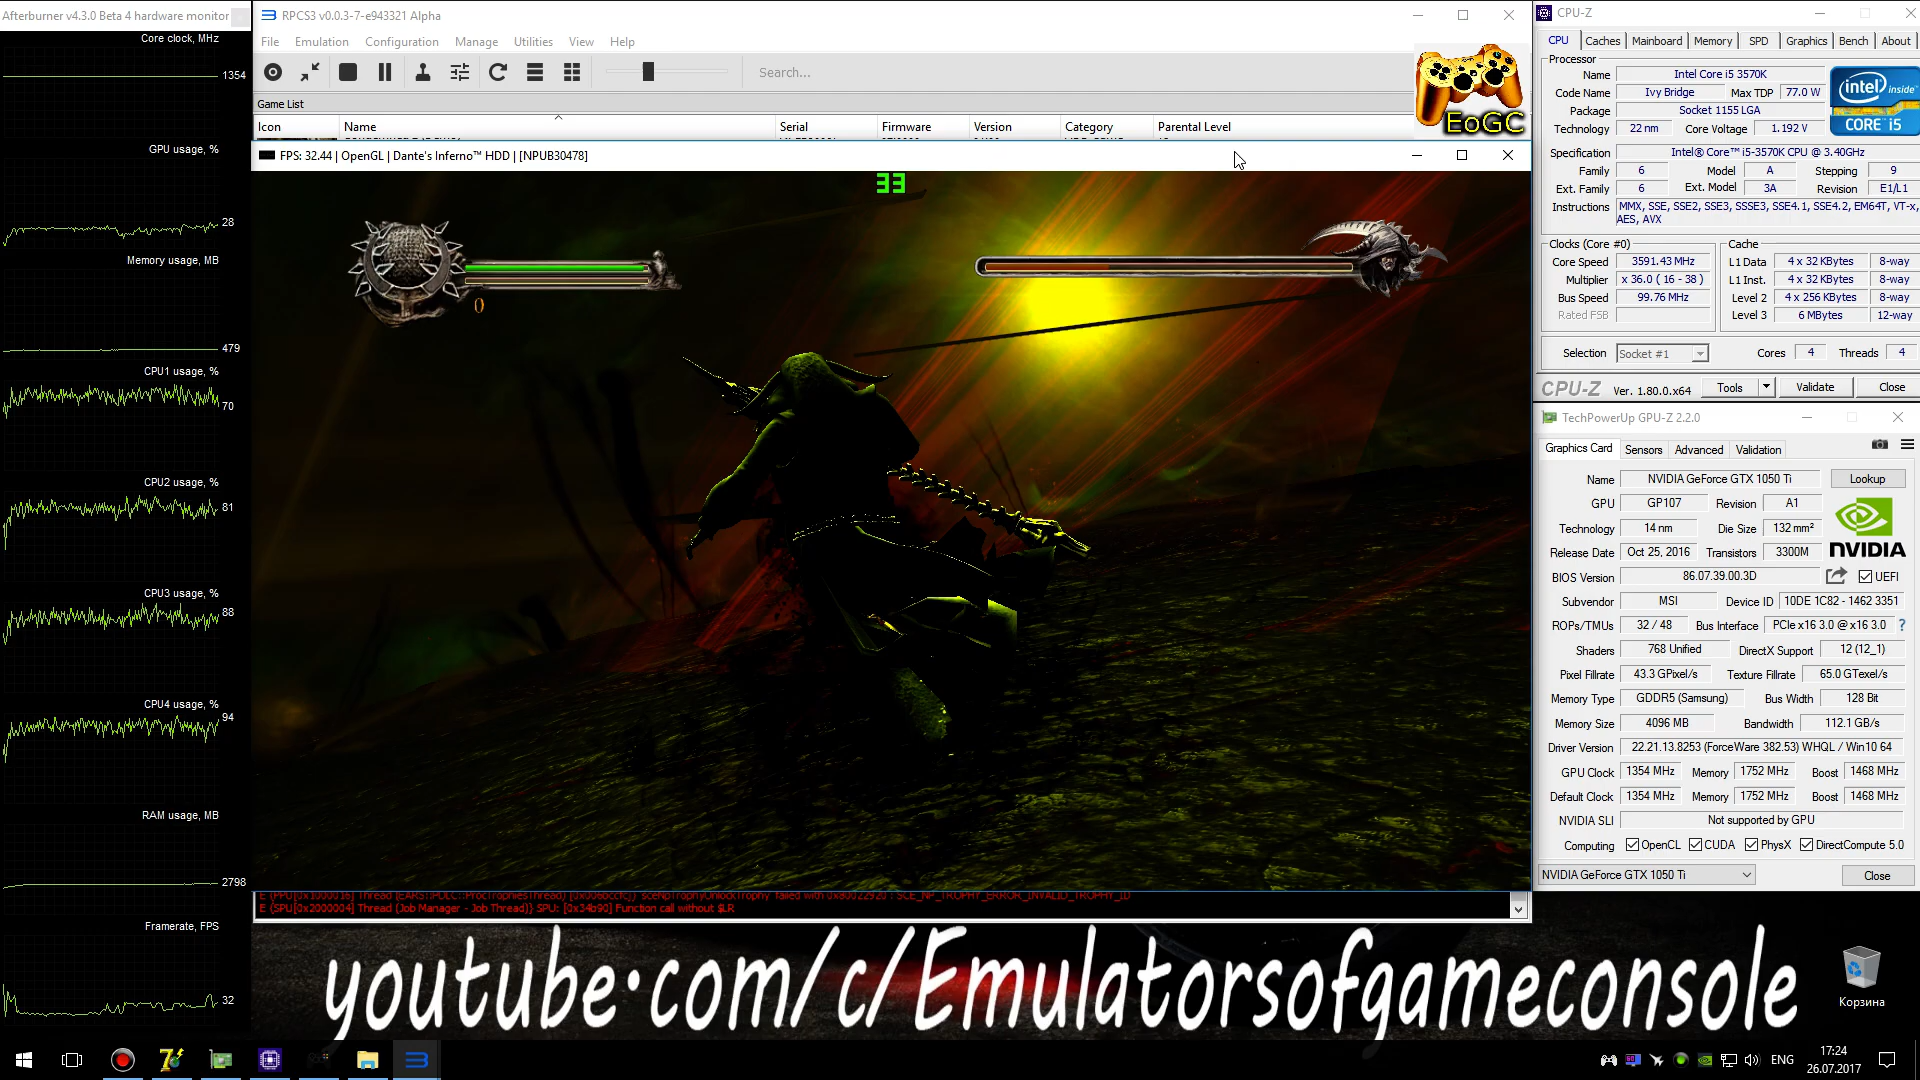 Afterburner v4.3.0 Beta 4 hardware monitor
Core clock, MHz
1354
GPU usage, %
28
Memory usage, MB
479
CPU1 usage, %
70
CPU2 usage, %
81
CPU3 usage, %
88
CPU4 usage, %
94
RAM usage, MB
2798
Framerate, FPS
32
RPCS3 v0.0.3-7-e943321 Alpha
File Emulation Configuration Manage Utilities View Help
Search...
EoGC
Game List
Icon Name Serial Firmware Version Category Parental Level
FPS: 32.44 | OpenGL | Dante's Inferno™ HDD | [NPUB30478]
33
0
E {PPU[0x1000016] Thread (EARS::PULC::ProcTrophiesThread) [0x006bccfc]} 'sceNpTrophyUnlockTrophy' failed with 0x80022920 : SCE_NP_TROPHY_ERROR_INVALID_TROPHY_ID
E {SPU[0x2000004] Thread (Job Manager - Job Thread)} SPU: [0x34b90] Function call without $LR
youtube.com/c/Emulatorsofgameconsole
CPU-Z
CPU Caches Mainboard Memory SPD Graphics Bench About
Processor
Name Intel Core i5 3570K
Code Name Ivy Bridge Max TDP 77.0 W
Package Socket 1155 LGA
Technology 22 nm Core Voltage 1.192 V
intel inside™
CORE™ i5
Specification Intel® Core™ i5-3570K CPU @ 3.40GHz
Family 6 Model A Stepping 9
Ext. Family 6 Ext. Model 3A Revision E1/L1
Instructions MMX, SSE, SSE2, SSE3, SSSE3, SSE4.1, SSE4.2, EM64T, VT-x,
AES, AVX
Clocks (Core #0) Cache
Core Speed 3591.43 MHz L1 Data 4 x 32 KBytes 8-way
Multiplier x 36.0 ( 16 - 38 ) L1 Inst. 4 x 32 KBytes 8-way
Bus Speed 99.76 MHz Level 2 4 x 256 KBytes 8-way
Rated FSB Level 3 6 MBytes 12-way
Selection Socket #1 Cores 4 Threads 4
CPU-Z Ver. 1.80.0.x64 Tools Validate Close
TechPowerUp GPU-Z 2.2.0
Graphics Card Sensors Advanced Validation
Name NVIDIA GeForce GTX 1050 Ti Lookup
GPU GP107 Revision A1
Technology 14 nm Die Size 132 mm²
Release Date Oct 25, 2016 Transistors 3300M
NVIDIA
BIOS Version 86.07.39.00.3D UEFI
Subvendor MSI Device ID 10DE 1C82 - 1462 3351
ROPs/TMUs 32 / 48 Bus Interface PCIe x16 3.0 @ x16 3.0 ?
Shaders 768 Unified DirectX Support 12 (12_1)
Pixel Fillrate 43.3 GPixel/s Texture Fillrate 65.0 GTexel/s
Memory Type GDDR5 (Samsung) Bus Width 128 Bit
Memory Size 4096 MB Bandwidth 112.1 GB/s
Driver Version 22.21.13.8253 (ForceWare 382.53) WHQL / Win10 64
GPU Clock 1354 MHz Memory 1752 MHz Boost 1468 MHz
Default Clock 1354 MHz Memory 1752 MHz Boost 1468 MHz
NVIDIA SLI Not supported by GPU
Computing OpenCL CUDA PhysX DirectCompute 5.0
NVIDIA GeForce GTX 1050 Ti Close
Корзина
ENG
17:24
26.07.2017